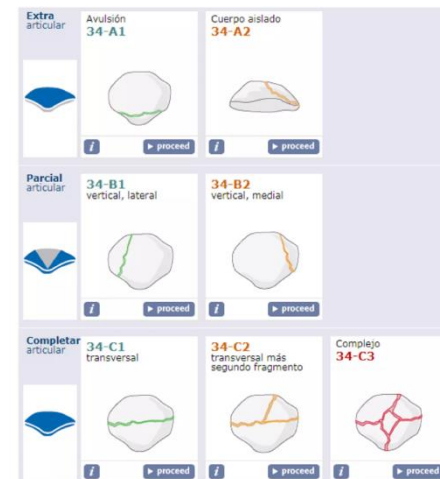 Extra
articular
Avulsión
34-A1
Cuerpo aislado
34-A2
i
▶ proceed
i
▶ proceed
Parcial
articular
34-B1
vertical, lateral
34-B2
vertical, medial
i
▶ proceed
i
▶ proceed
Completar
articular
34-C1
transversal
34-C2
transversal más
segundo fragmento
Complejo
34-C3
i
▶ proceed
i
▶ proceed
i
▶ proceed